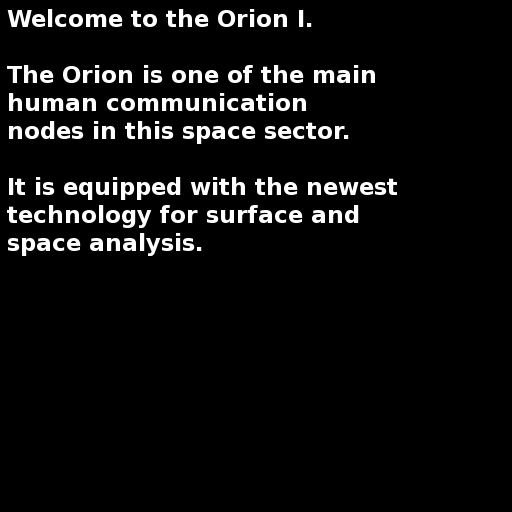 Welcome to the Orion I.
The Orion is one of the main
human communication
nodes in this space sector.
It is equipped with the newest
technology for surface and
space analysis.